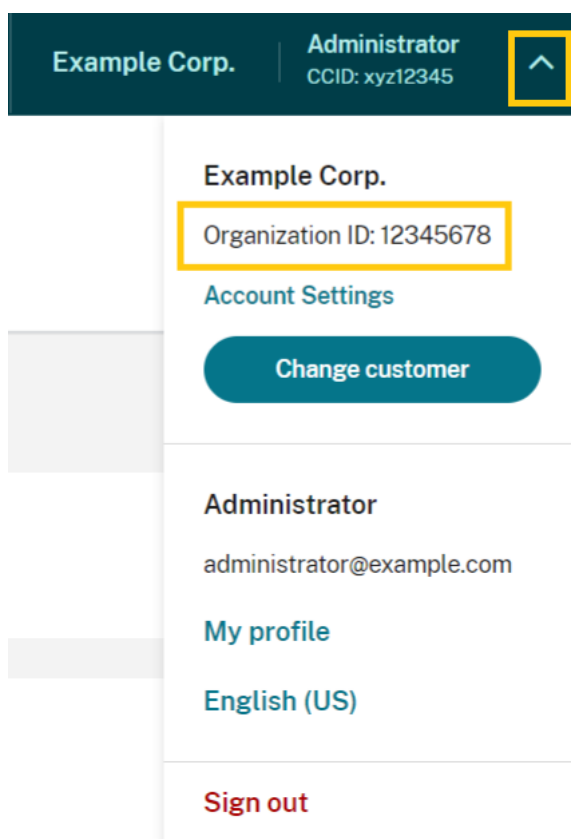 Example Corp.
Administrator
CCID: xyz12345
Example Corp.
Organization ID: 12345678
Account Settings
Change customer
Administrator
administrator@example.com
My profile
English (US)
Sign out